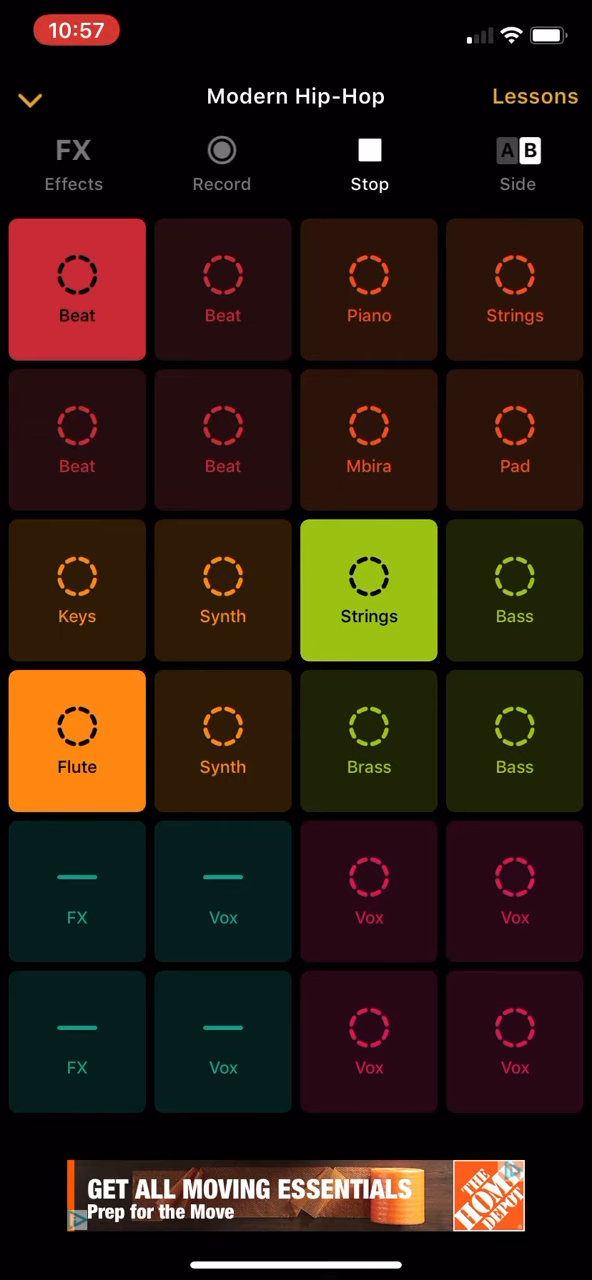 10:57
Modern Hip-Hop
Lessons
FX
A B
Effects
Record
Stop
Side
Beat
Beat
Piano
Strings
Beat
Beat
Mbira
Pad
Keys
Synth
Strings
Bass
Flute
Synth
Brass
Bass
FX
Vox
Vox
Vox
FX
Vox
Vox
Vox
GET ALL MOVING ESSENTIALS
Prep for the Move
THE HOME DEPOT